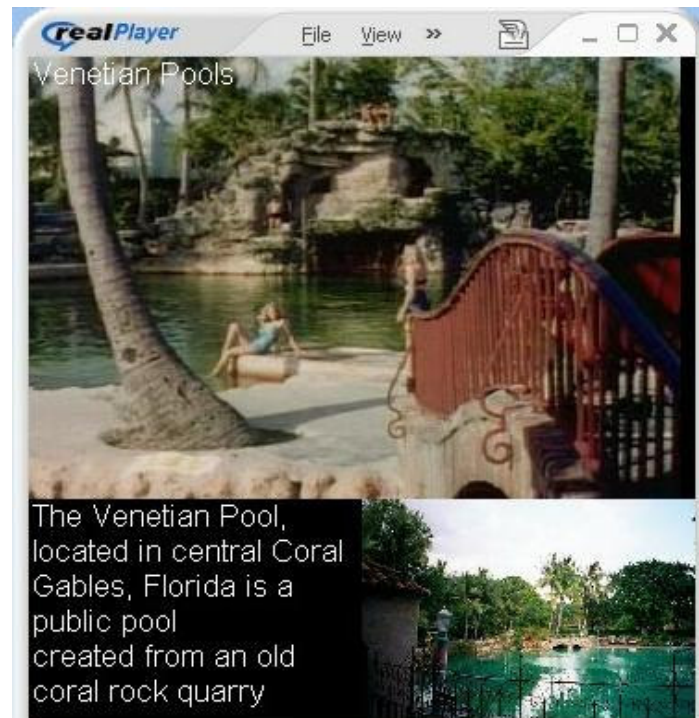 realPlayer File View »
Venetian Pools
The Venetian Pool,
located in central Coral
Gables, Florida is a
public pool
created from an old
coral rock quarry